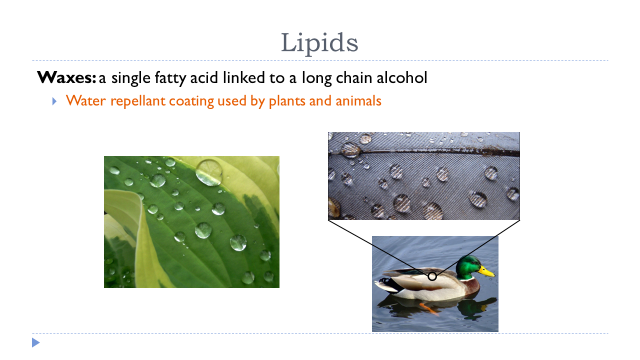 Lipids
Waxes: a single fatty acid linked to a long chain alcohol
Water repellant coating used by plants and animals